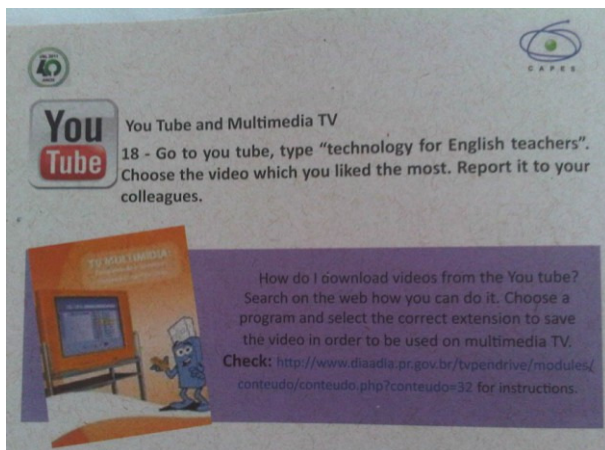 40
CAPES
You Tube
You Tube and Multimedia TV
18 - Go to you tube, type “technology for English teachers”.
Choose the video which you liked the most. Report it to your
colleagues.
TV MULTIMÍDIA
How do I download videos from the You tube?
Search on the web how you can do it. Choose a
program and select the correct extension to save
the video in order to be used on multimedia TV.
Check: http://www.diaadia.pr.gov.br/tvpendrive/modules/
conteudo/conteudo.php?conteudo=32 for instructions.